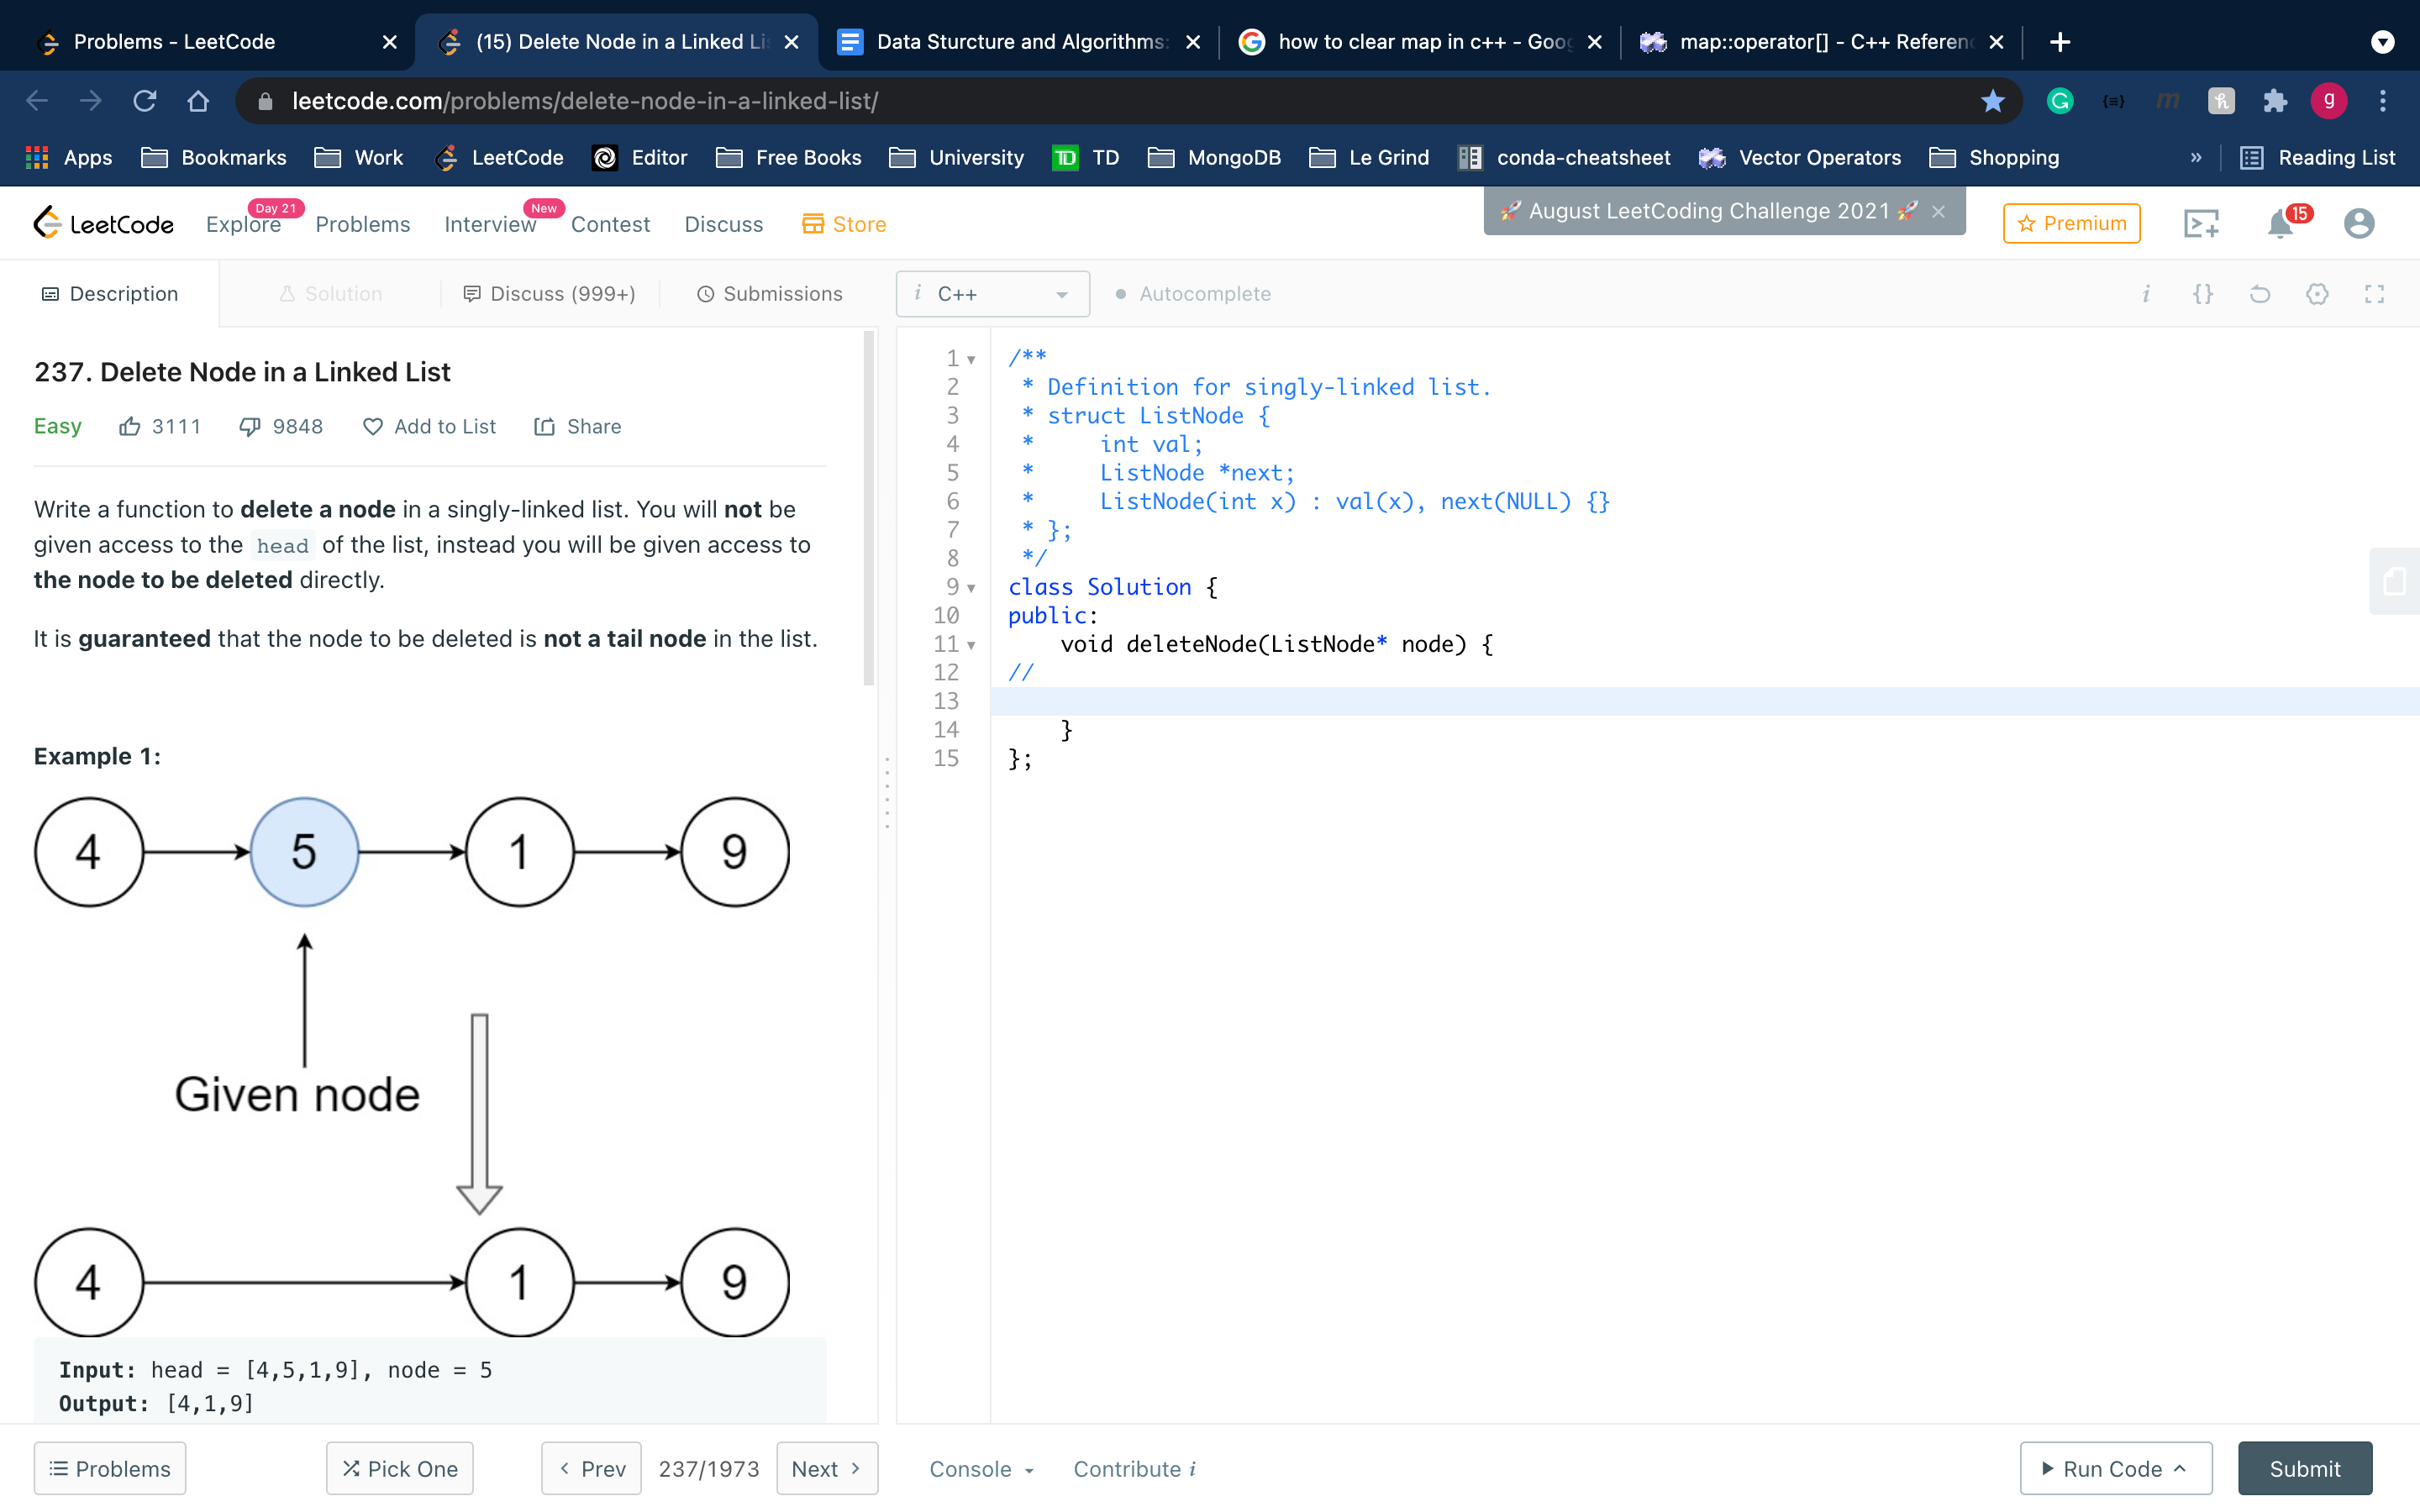 Problems - LeetCode
(15) Delete Node in a Linked Li
Data Sturcture and Algorithms:
how to clear map in c++ - Goog
map::operator[] - C++ Referenc
leetcode.com/problems/delete-node-in-a-linked-list/
g
Apps
Bookmarks
Work
LeetCode
Editor
Free Books
University
TD
TD
MongoDB
Le Grind
conda-cheatsheet
Vector Operators
Shopping
»
Reading List
LeetCode
Explore
Day 21
Problems
Interview
New
Contest
Discuss
Store
🚀 August LeetCoding Challenge 2021 🚀
Premium
15
Description
Solution
Discuss (999+)
Submissions
i C++
Autocomplete
i {}
237. Delete Node in a Linked List
Easy 3111 9848 Add to List Share
Write a function to delete a node in a singly-linked list. You will not be
given access to the head of the list, instead you will be given access to
the node to be deleted directly.
It is guaranteed that the node to be deleted is not a tail node in the list.
Example 1:
4 5 1 9
Given node
4 1 9
Input: head = [4,5,1,9], node = 5
Output: [4,1,9]
1 /**
2 * Definition for singly-linked list.
3 * struct ListNode {
4 * int val;
5 * ListNode *next;
6 * ListNode(int x) : val(x), next(NULL) {}
7 * };
8 */
9 class Solution {
10 public:
11 void deleteNode(ListNode* node) {
12 //
13
14 }
15 };
Problems
Pick One
Prev
237/1973
Next
Console
Contribute i
Run Code
Submit